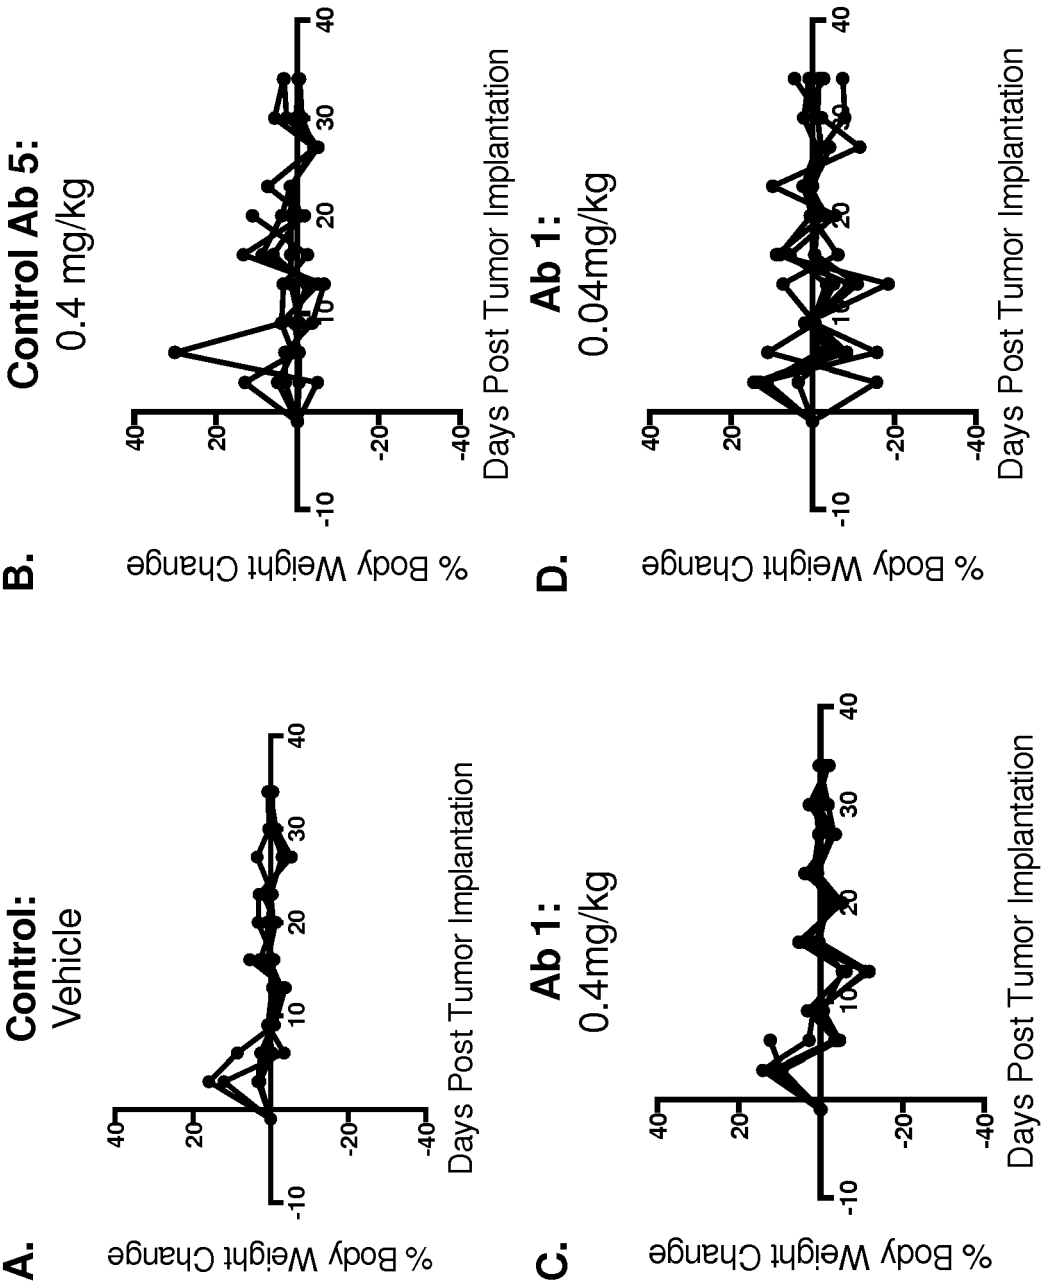 A.
Control:
Vehicle
% Body Weight Change
40
20
-20
-40
-10
10
20
30
40
Days Post Tumor Implantation
B.
Control Ab 5:
0.4 mg/kg
% Body Weight Change
40
20
-20
-40
-10
10
20
30
40
Days Post Tumor Implantation
C.
Ab 1:
0.4mg/kg
% Body Weight Change
40
20
-20
-40
-10
10
20
30
40
Days Post Tumor Implantation
D.
Ab 1:
0.04mg/kg
% Body Weight Change
40
20
-20
-40
-10
10
20
30
40
Days Post Tumor Implantation